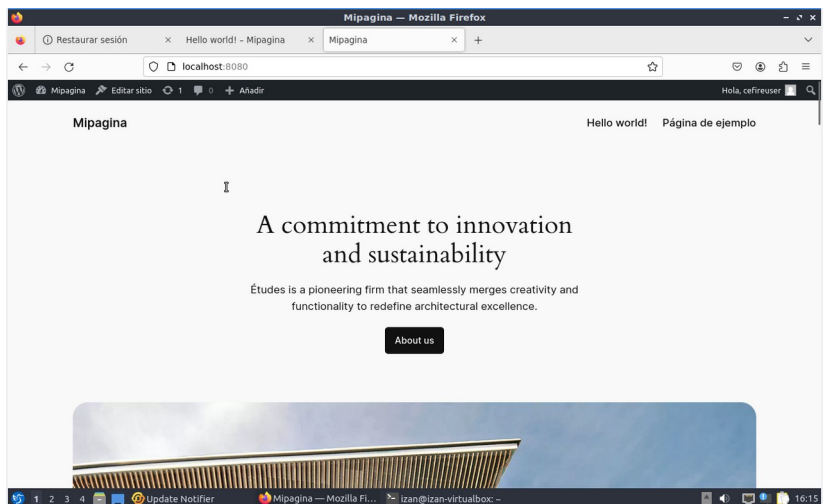 Mipagina — Mozilla Firefox
Restaurar sesión × Hello world! – Mipagina × Mipagina × +
localhost:8080
Mipagina Editar sitio 1 0 + Añadir Hola, cefireuser
Mipagina Hello world! Página de ejemplo
A commitment to innovation
and sustainability
Études is a pioneering firm that seamlessly merges creativity and
functionality to redefine architectural excellence.
About us
1 2 3 4 Update Notifier Mipagina — Mozilla Fi... izan@izan-virtualbox: ~ 16:15